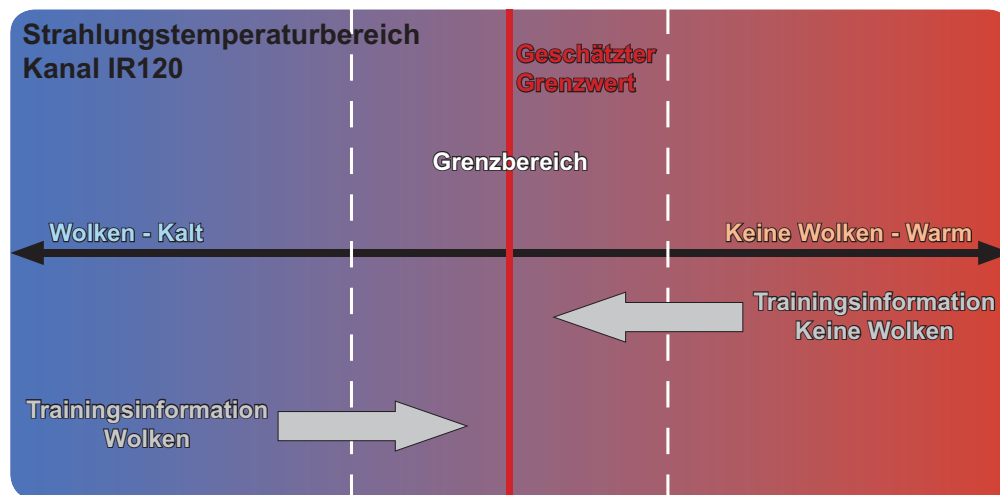 Strahlungstemperaturbereich
Kanal IR120
Geschätzter
Grenzwert
Grenzbereich
Wolken - Kalt
Keine Wolken - Warm
Trainingsinformation
Keine Wolken
Trainingsinformation
Wolken